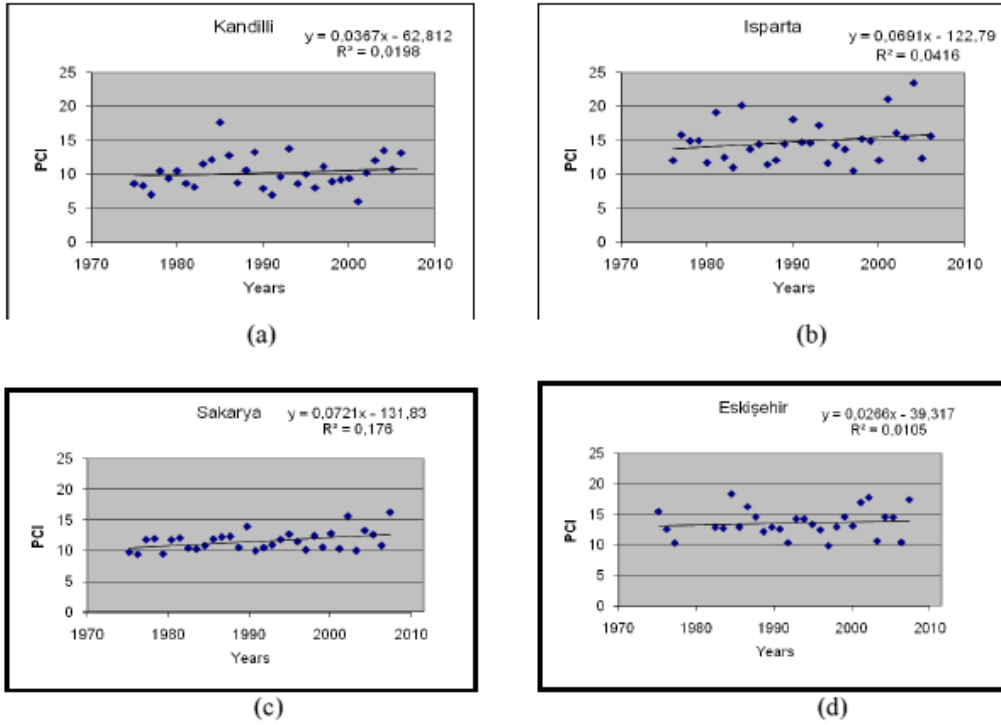 Kandilli
y = 0,0367x - 62,812
R² = 0,0198
25
20
15
10
5
0
PCI
1970 1980 1990 2000 2010
Years
(a)
Isparta
y = 0,0691x - 122,79
R² = 0,0416
25
20
15
10
5
0
PCI
1970 1980 1990 2000 2010
Years
(b)
Sakarya
y = 0,0721x - 131,83
R² = 0,176
25
20
15
10
5
0
PCI
1970 1980 1990 2000 2010
Years
(c)
Eskişehir
y = 0,0266x - 39,317
R² = 0,0105
25
20
15
10
5
0
PCI
1970 1980 1990 2000 2010
Years
(d)